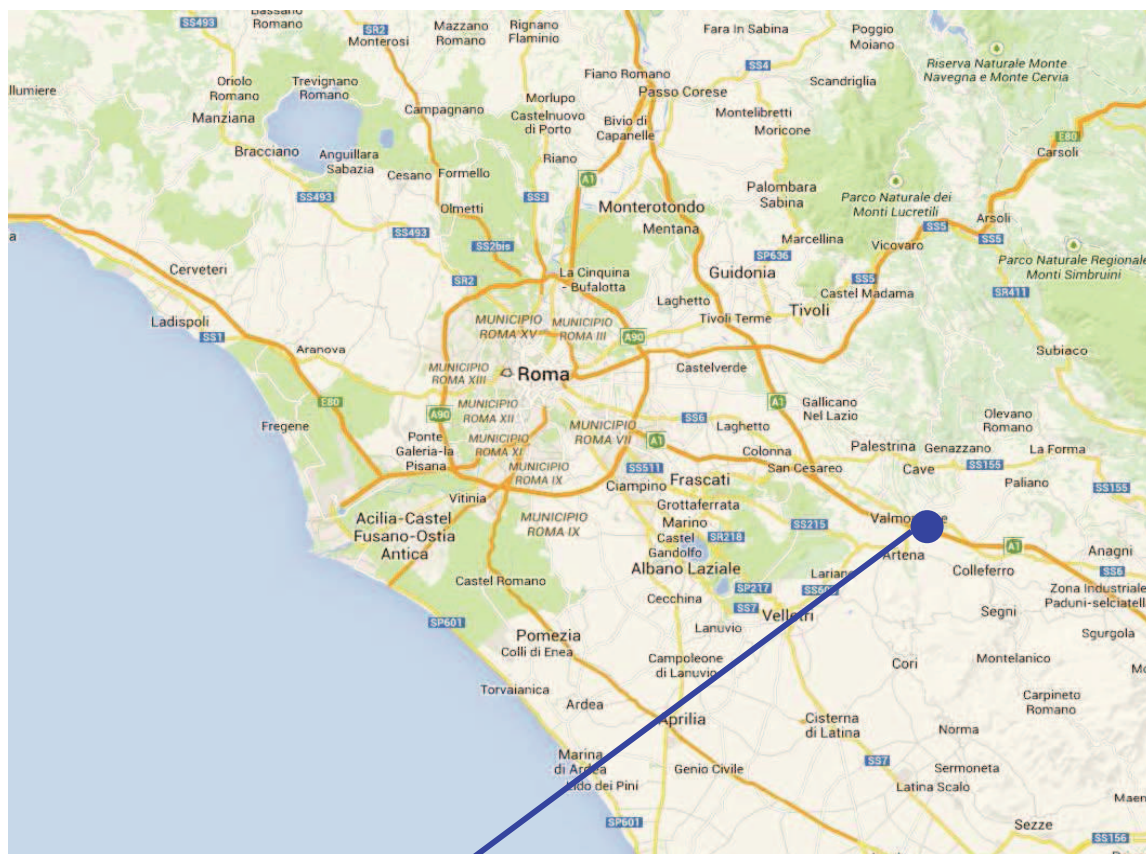 SS493
Bassano
Romano
SR2
Monterosi
Mazzano
Romano
Rignano
Flaminio
Fara In Sabina
Poggio
Moiano
Riserva Naturale Monte
Navegna e Monte Cervia
SS4
Scandriglia
Fiano Romano
Passo Corese
llumiere
Oriolo
Romano
Trevignano
Romano
Manziana
Campagnano
Morlupo
Castelnuovo
di Porto
Bivio di
Capanelle
Montelibretti
Moricone
E80
Carsoli
Bracciano
Anguillara
Sabazia
Cesano
Formello
Riano
A1
SS493
SS3
Olmetti
Monterotondo
Mentana
Palombara
Sabina
Parco Naturale dei
Monti Lucretili
Arsoli
SS5
SS5
Vicovaro
SS493
SS2bis
Marcellina
SP636
Parco Naturale Regionale
Monti Simbruini
a
Cerveteri
SR2
La Cinquina
- Bufalotta
Guidonia
SS5
Castel Madama
SR411
Laghetto
Tivoli Terme
Tivoli
Ladispoli
SS1
Aranova
MUNICIPIO
ROMA XV
MUNICIPIO
ROMA III
A90
Subiaco
MUNICIPIO
ROMA XIII
Roma
Castelverde
E80
A90
MUNICIPIO
ROMA XII
A1
Gallicano
Nel Lazio
Olevano
Romano
Fregene
Ponte
Galeria-la
Pisana
MUNICIPIO
ROMA XI
MUNICIPIO
ROMA VII
SS6
Laghetto
A1
Colonna
Palestrina
Genazzano
La Forma
MUNICIPIO
ROMA IX
SS511
Ciampino
Frascati
San Cesareo
Cave
SS155
Paliano
SS155
Vitinia
Grottaferrata
Acilia-Castel
Fusano-Ostia
Antica
MUNICIPIO
ROMA IX
Marino
Castel
Gandolfo
SR218
SS215
Artena
A1
Anagni
Albano Laziale
Lariano
Colleferro
SS6
Castel Romano
Cecchina
SP217
SS7
Zona Industriale
Paduni-selciatell
SP601
Velletri
Segni
Lanuvio
Sgurgola
Pomezia
Colli di Enea
Campoleone
di Lanuvio
Cori
Montelanico
Torvaianica
Ardea
Aprilia
Carpineto
Romano
Cisterna
di Latina
Norma
Marina
di Ardea
Genio Civile
SS7
Sermoneta
Lido dei Pini
Latina Scalo
Maen
SP601
Sezze
SS156